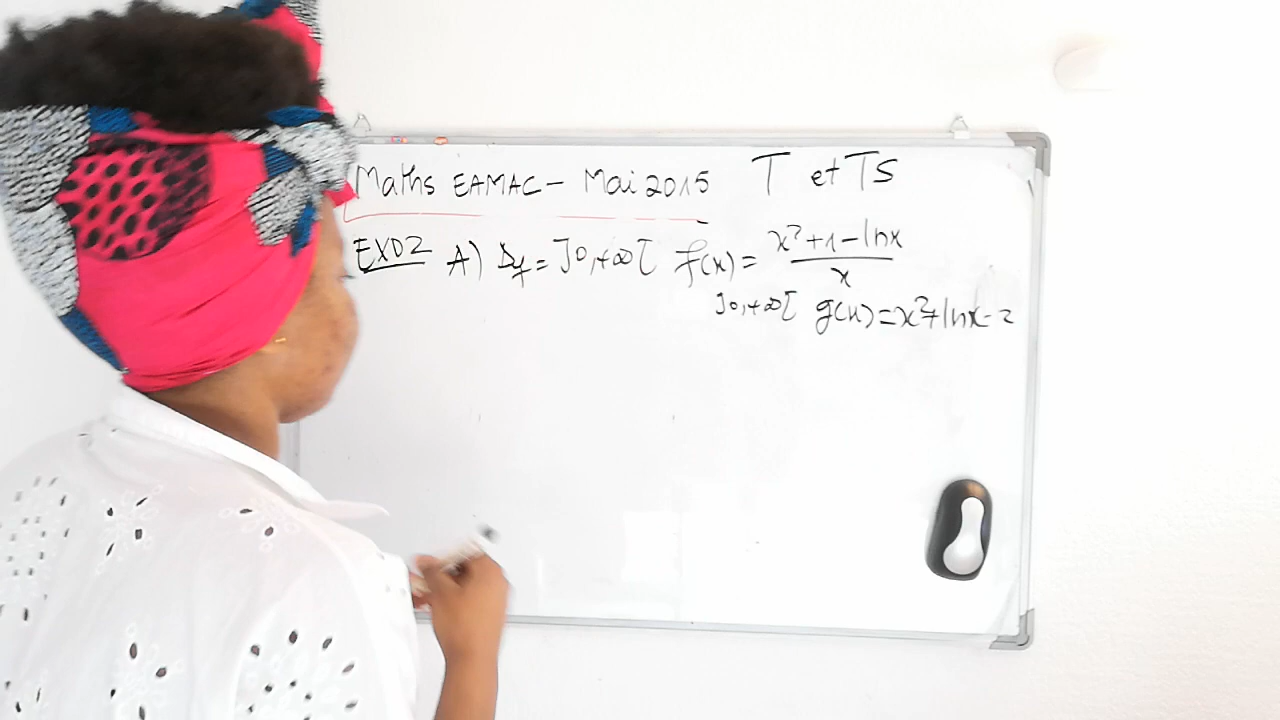 Maths EAMAC - Mai 2015 T et TS
EXO2 A) Df = ]0,+∞[ f(x) = (x²+1-lnx)/x
]0,+∞[ g(x) = x²+lnx-2